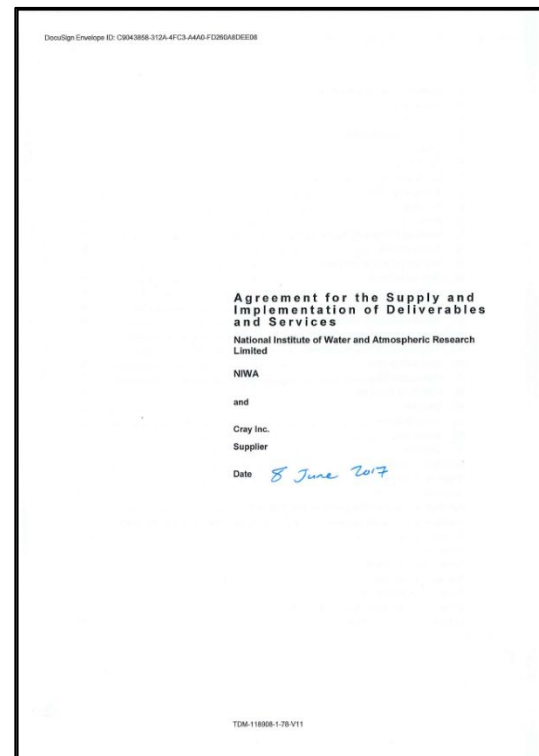 DocuSign Envelope ID: C9043858-312A-4FC3-A4A0-FD260A8DEE08
Agreement for the Supply and
Implementation of Deliverables
and Services
National Institute of Water and Atmospheric Research
Limited
NIWA
and
Cray Inc.
Supplier
Date 8 June 2017
TDM-118908-1-78-V11